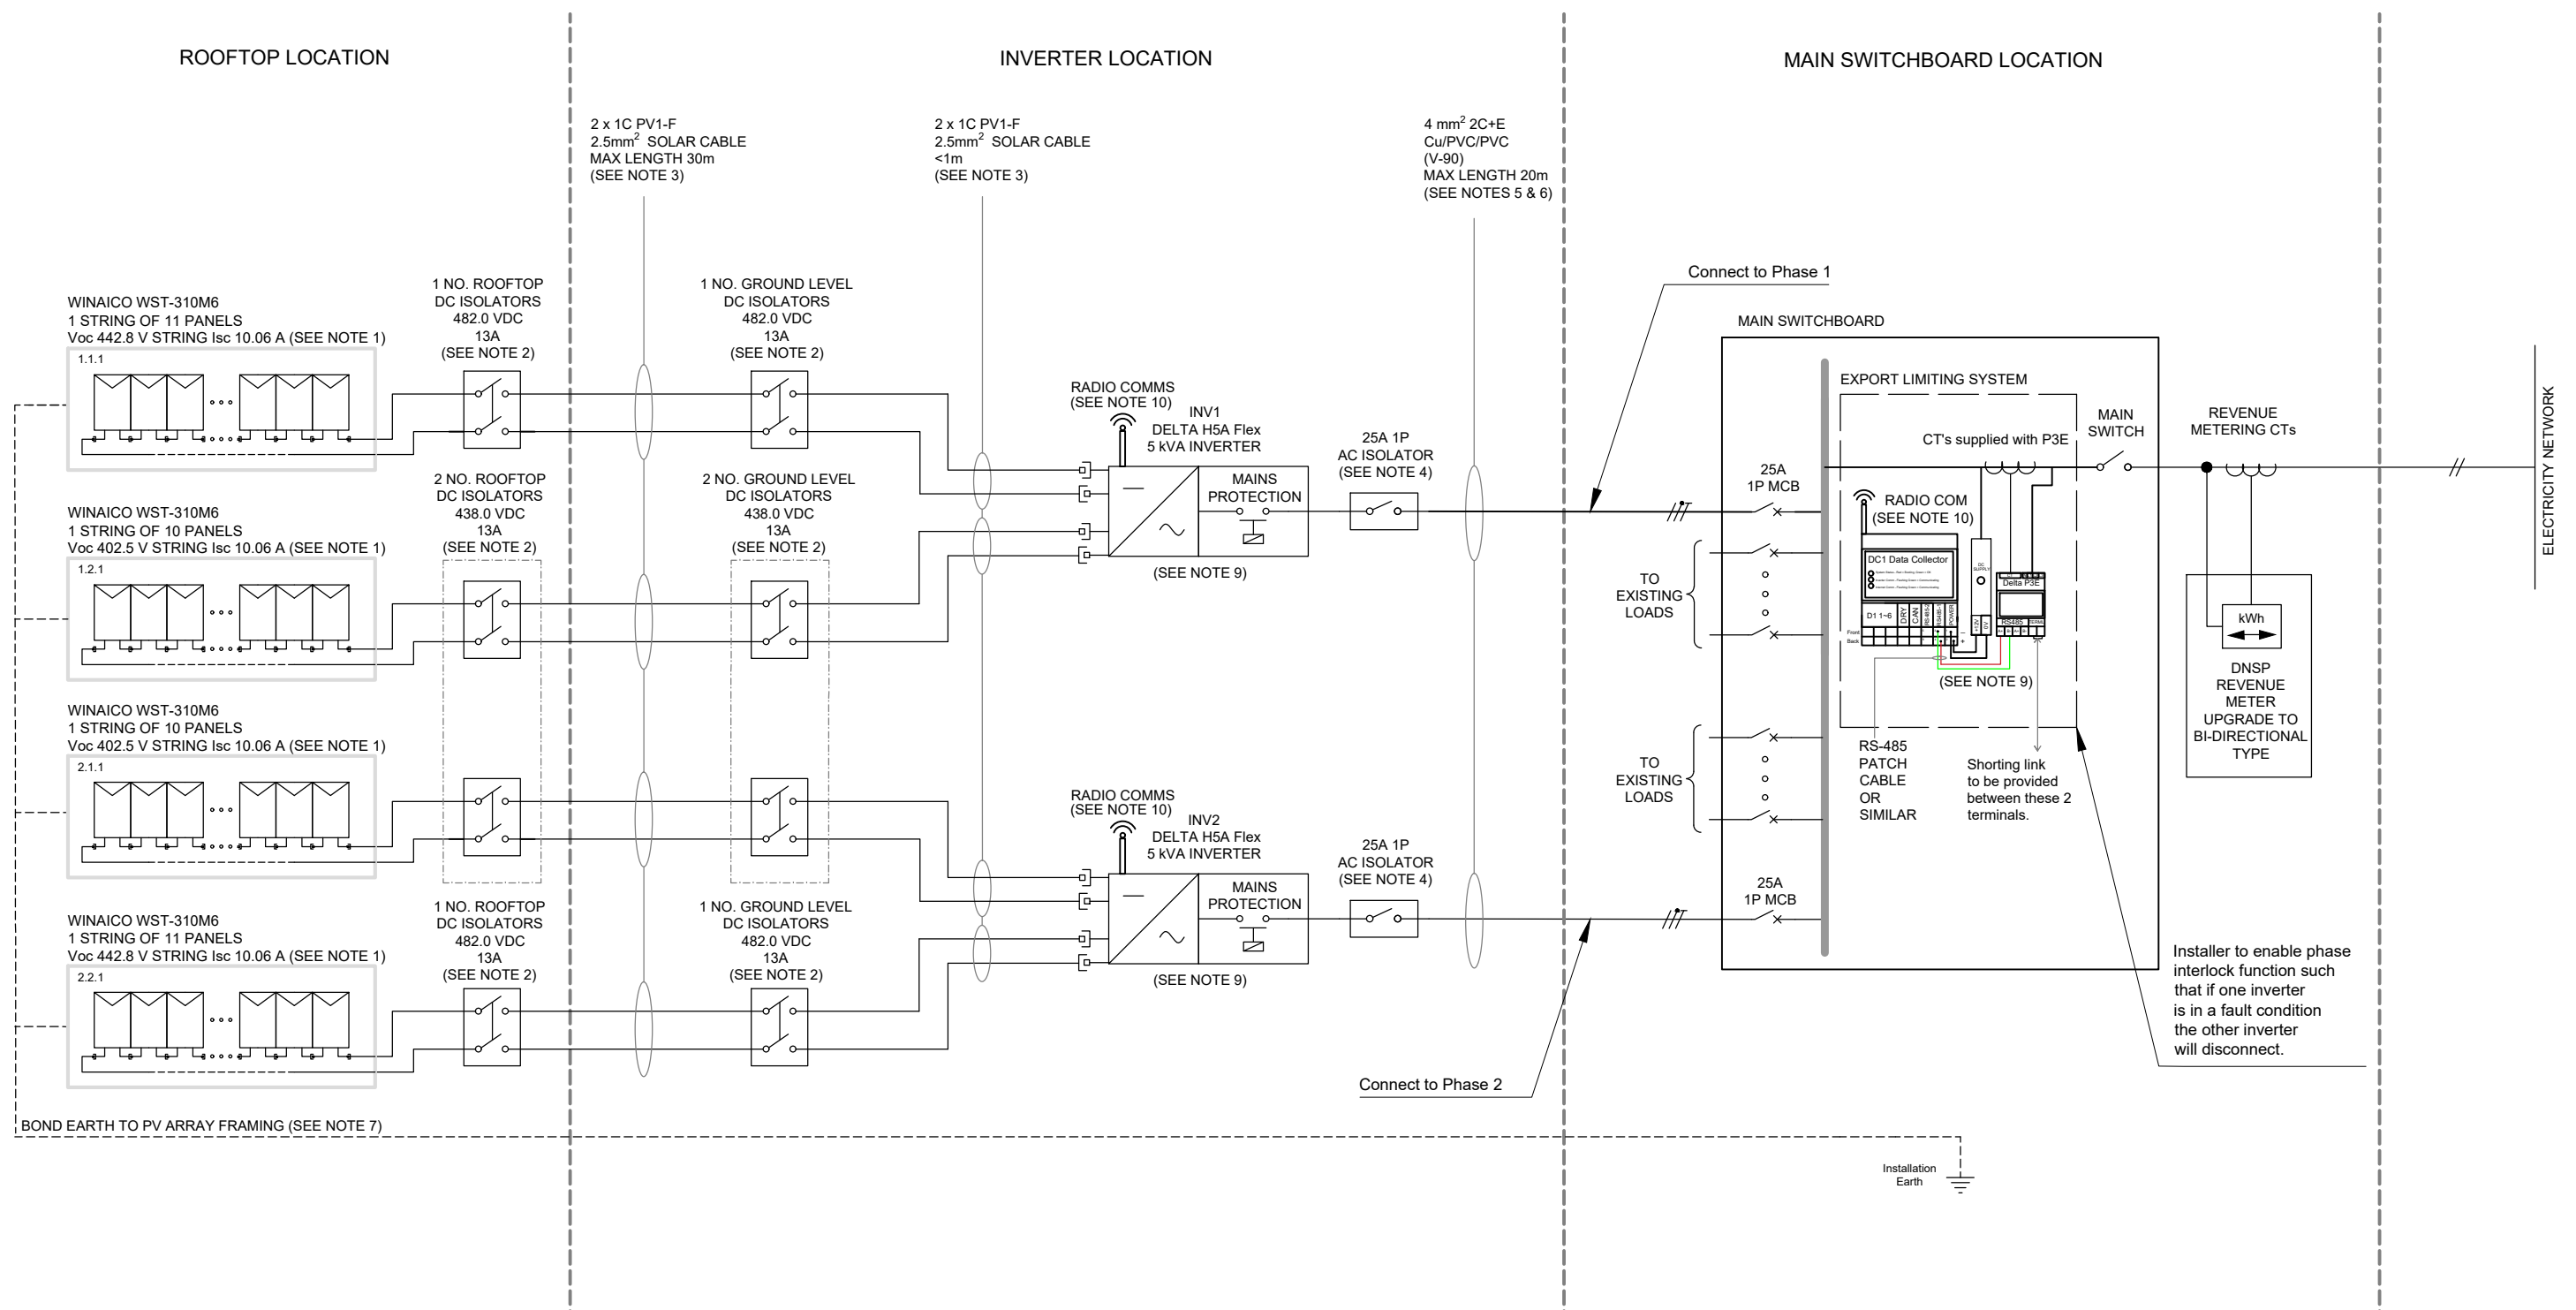 ROOFTOP LOCATION
INVERTER LOCATION
MAIN SWITCHBOARD LOCATION
2 x 1C PV1-F
2.5mm² SOLAR CABLE
MAX LENGTH 30m
(SEE NOTE 3)
2 x 1C PV1-F
2.5mm² SOLAR CABLE
<1m
(SEE NOTE 3)
4 mm² 2C+E
Cu/PVC/PVC
(V-90)
MAX LENGTH 20m
(SEE NOTES 5 & 6)
WINAICO WST-310M6
1 STRING OF 11 PANELS
Voc 442.8 V STRING Isc 10.06 A (SEE NOTE 1)
1.1.1
1 NO. ROOFTOP
DC ISOLATORS
482.0 VDC
13A
(SEE NOTE 2)
1 NO. GROUND LEVEL
DC ISOLATORS
482.0 VDC
13A
(SEE NOTE 2)
WINAICO WST-310M6
1 STRING OF 10 PANELS
Voc 402.5 V STRING Isc 10.06 A (SEE NOTE 1)
1.2.1
2 NO. ROOFTOP
DC ISOLATORS
438.0 VDC
13A
(SEE NOTE 2)
2 NO. GROUND LEVEL
DC ISOLATORS
438.0 VDC
13A
(SEE NOTE 2)
WINAICO WST-310M6
1 STRING OF 10 PANELS
Voc 402.5 V STRING Isc 10.06 A (SEE NOTE 1)
2.1.1
WINAICO WST-310M6
1 STRING OF 11 PANELS
Voc 442.8 V STRING Isc 10.06 A (SEE NOTE 1)
2.2.1
1 NO. ROOFTOP
DC ISOLATORS
482.0 VDC
13A
(SEE NOTE 2)
1 NO. GROUND LEVEL
DC ISOLATORS
482.0 VDC
13A
(SEE NOTE 2)
BOND EARTH TO PV ARRAY FRAMING (SEE NOTE 7)
RADIO COMMS
(SEE NOTE 10)
INV1
DELTA H5A Flex
5 kVA INVERTER
MAINS
PROTECTION
(SEE NOTE 9)
25A 1P
AC ISOLATOR
(SEE NOTE 4)
RADIO COMMS
(SEE NOTE 10)
INV2
DELTA H5A Flex
5 kVA INVERTER
MAINS
PROTECTION
(SEE NOTE 9)
25A 1P
AC ISOLATOR
(SEE NOTE 4)
Connect to Phase 1
Connect to Phase 2
MAIN SWITCHBOARD
25A
1P MCB
TO
EXISTING
LOADS
TO
EXISTING
LOADS
25A
1P MCB
EXPORT LIMITING SYSTEM
CT's supplied with P3E
RADIO COM
(SEE NOTE 10)
DC1 Data Collector
D1 1~6
DRY
CAN
RS485-2
RS485-1
POWER
Front
Back
DC
SUPPLY
+12V
0V
Delta P3E
RS485
(SEE NOTE 9)
RS-485
PATCH
CABLE
OR
SIMILAR
Shorting link
to be provided
between these 2
terminals.
MAIN
SWITCH
REVENUE
METERING CTs
kWh
DNSP
REVENUE
METER
UPGRADE TO
BI-DIRECTIONAL
TYPE
ELECTRICITY NETWORK
Installer to enable phase
interlock function such
that if one inverter
is in a fault condition
the other inverter
will disconnect.
Installation
Earth